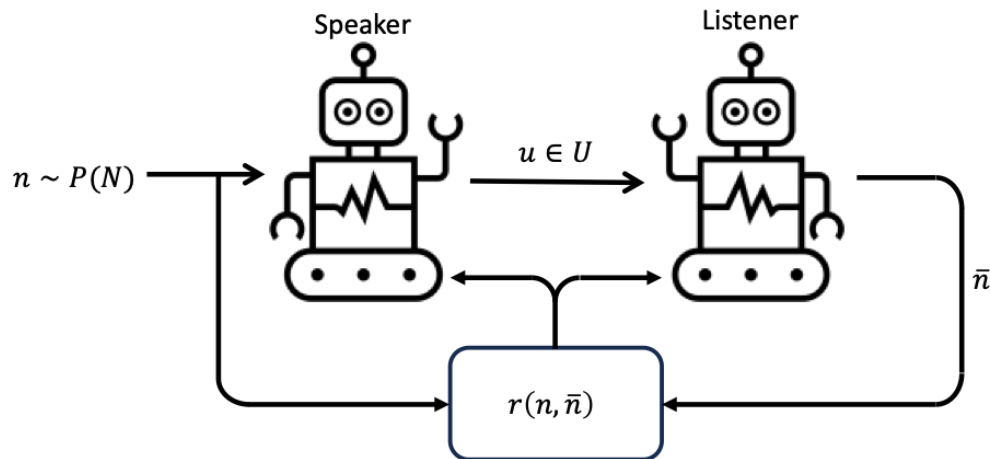 Speaker
Listener
n ~ P(N)
u ∈ U
n̄
r(n, n̄)